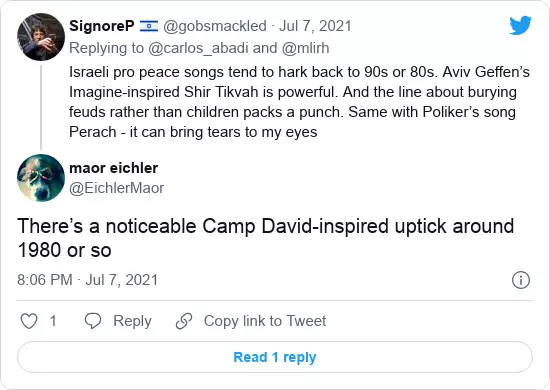 SignoreP 🇮🇱 @gobsmackled · Jul 7, 2021
Replying to @carlos_abadi and @mlirh
Israeli pro peace songs tend to hark back to 90s or 80s. Aviv Geffen’s
Imagine-inspired Shir Tikvah is powerful. And the line about burying
feuds rather than children packs a punch. Same with Poliker’s song
Perach - it can bring tears to my eyes
maor eichler
@EichlerMaor
There’s a noticeable Camp David-inspired uptick around
1980 or so
8:06 PM · Jul 7, 2021
1 Reply Copy link to Tweet
Read 1 reply